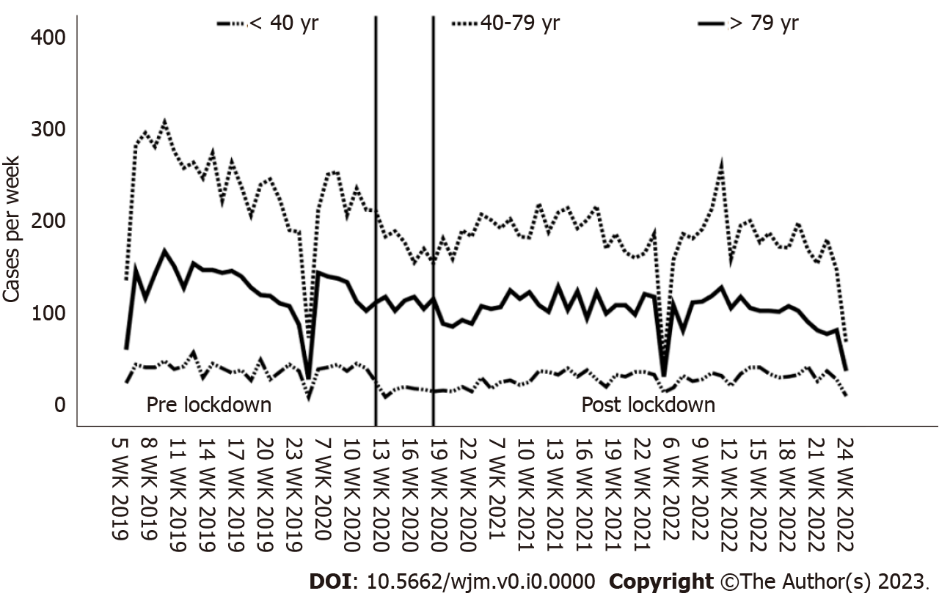 < 40 yr 40-79 yr > 79 yr
400
300
200
100
0
Cases per week
Pre lockdown Post lockdown
5 WK 2019
8 WK 2019
11 WK 2019
14 WK 2019
17 WK 2019
20 WK 2019
23 WK 2019
7 WK 2020
10 WK 2020
13 WK 2020
16 WK 2020
19 WK 2020
22 WK 2020
7 WK 2021
10 WK 2021
13 WK 2021
16 WK 2021
19 WK 2021
22 WK 2021
6 WK 2022
9 WK 2022
12 WK 2022
15 WK 2022
18 WK 2022
21 WK 2022
24 WK 2022
DOI: 10.5662/wjm.v0.i0.0000 Copyright ©The Author(s) 2023.